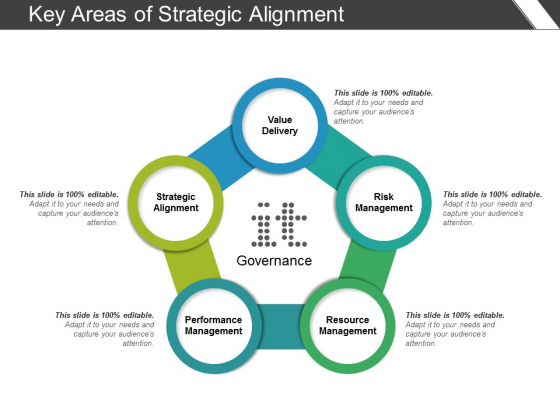 Key Areas of Strategic Alignment
Value
Delivery
This slide is 100% editable.
Adapt it to your needs and
capture your audience's
attention.
Strategic
Alignment
This slide is 100% editable.
Adapt it to your needs and
capture your audience's
attention.
Risk
Management
This slide is 100% editable.
Adapt it to your needs and
capture your audience's
attention.
it
Governance
Performance
Management
This slide is 100% editable.
Adapt it to your needs and
capture your audience's
attention.
Resource
Management
This slide is 100% editable.
Adapt it to your needs and
capture your audience's
attention.